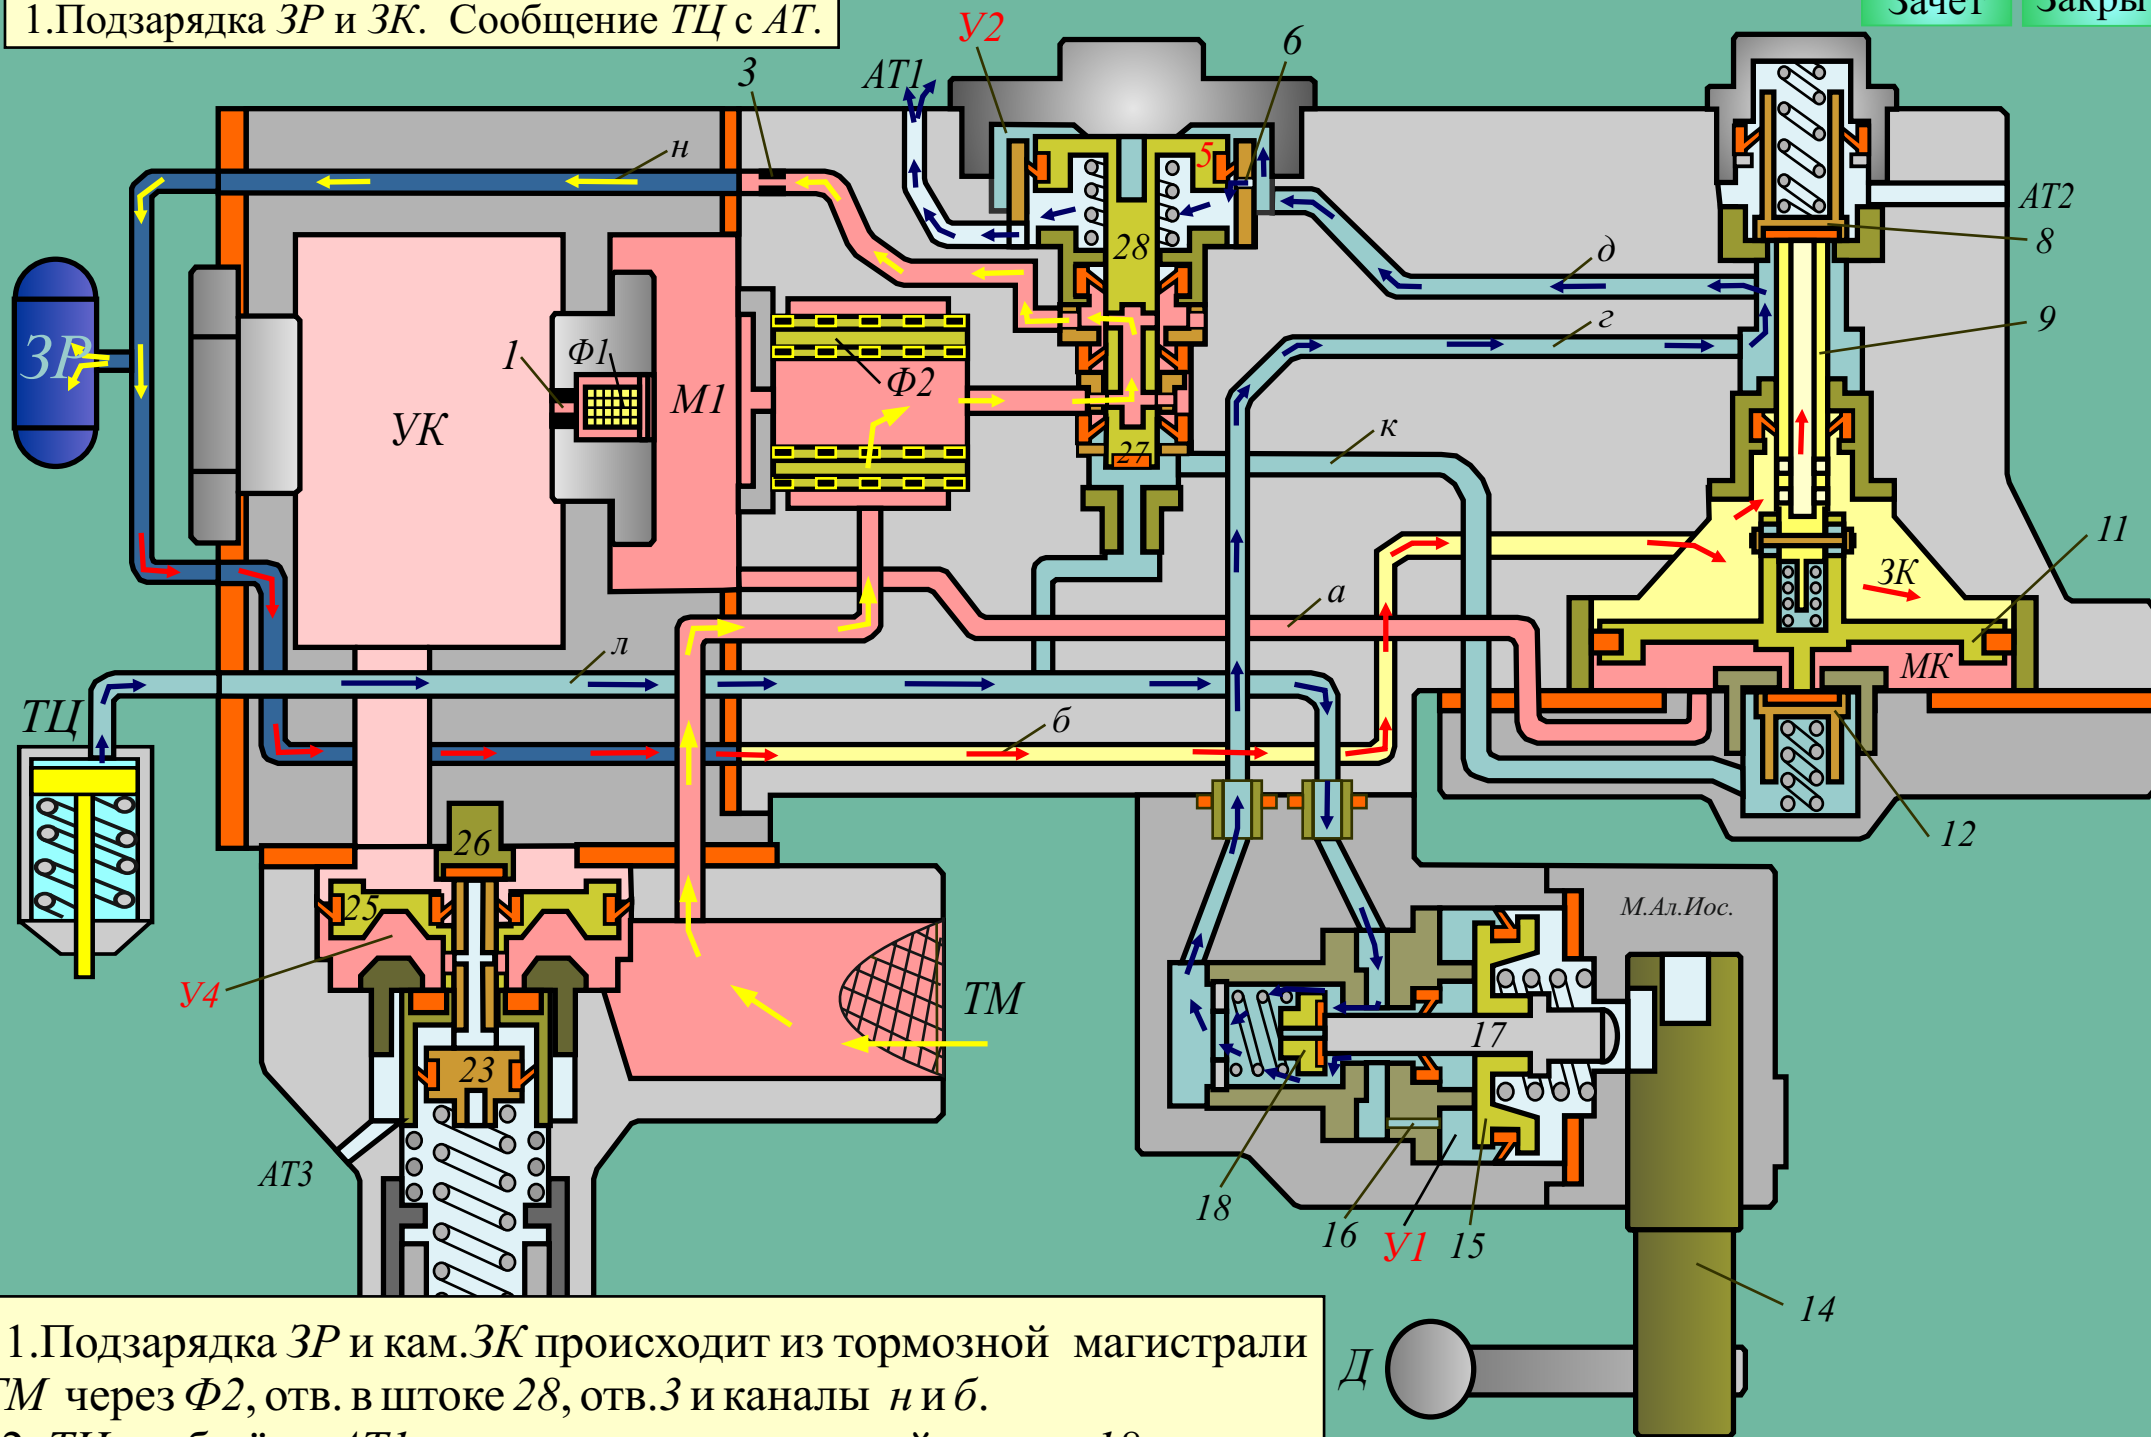 1.Подзарядка ЗР и ЗК. Сообщение ТЦ с АТ.
Зачет
Закры
У2
6
3
АТ1
н
5
АТ2
8
28
д
9
г
ЗР
1
Ф1
М1
Ф2
УК
к
27
11
ЗК
а
МК
л
ТЦ
б
12
26
25
М.Ал.Иос.
У4
ТМ
17
23
АТ3
18
16
У1
15
14
1.Подзарядка ЗР и кам.ЗК происходит из тормозной магистрали
ТМ через Ф2, отв. в штоке 28, отв.3 и каналы н и б.
Д